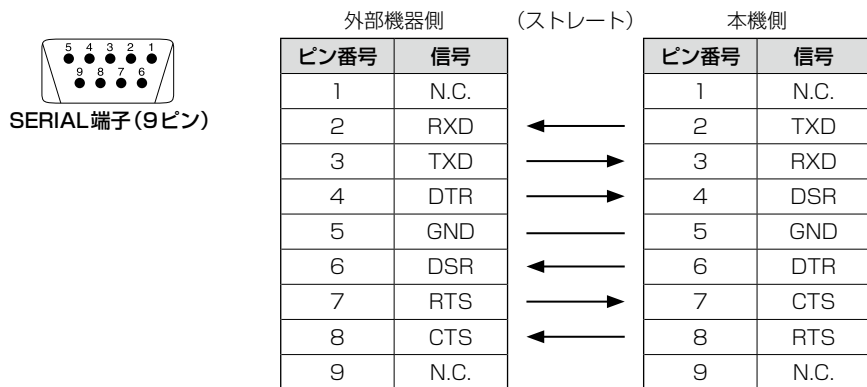 外部機器側 (ストレート) 本機側
5 4 3 2 1
9 8 7 6
SERIAL端子(9ピン)
ピン番号 信号 ピン番号 信号
1 N.C. 1 N.C.
2 RXD 2 TXD
3 TXD 3 RXD
4 DTR 4 DSR
5 GND 5 GND
6 DSR 6 DTR
7 RTS 7 CTS
8 CTS 8 RTS
9 N.C. 9 N.C.